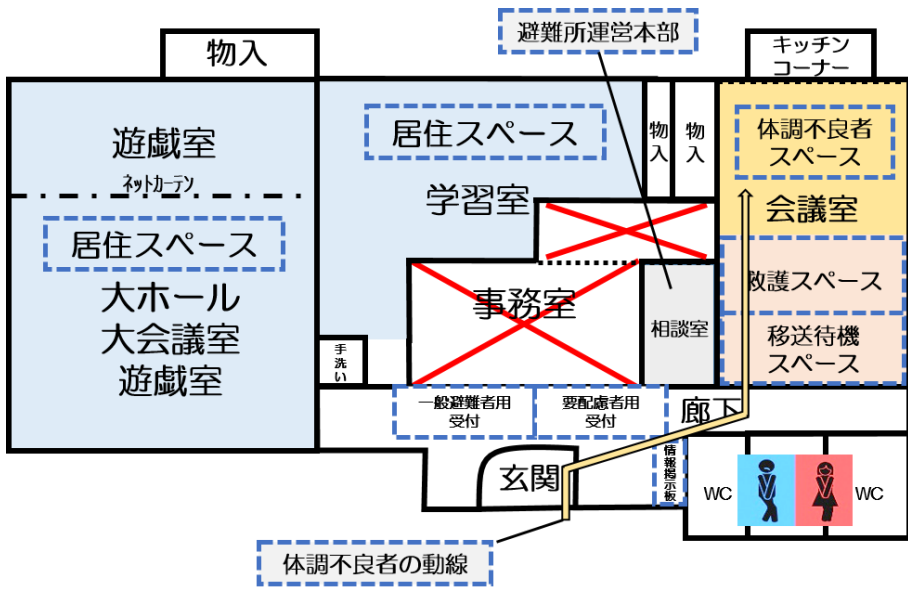 避難所運営本部
物入
キッチン
コーナー
遊戯室
ネットカーテン
居住スペース
大ホール
大会議室
遊戯室
居住スペース
学習室
物入
物入
体調不良者
スペース
会議室
救護スペース
移送待機
スペース
事務室
相談室
手洗い
一般避難者用
受付
要配慮者用
受付
廊下
玄関
情報掲示板
WC
WC
体調不良者の動線